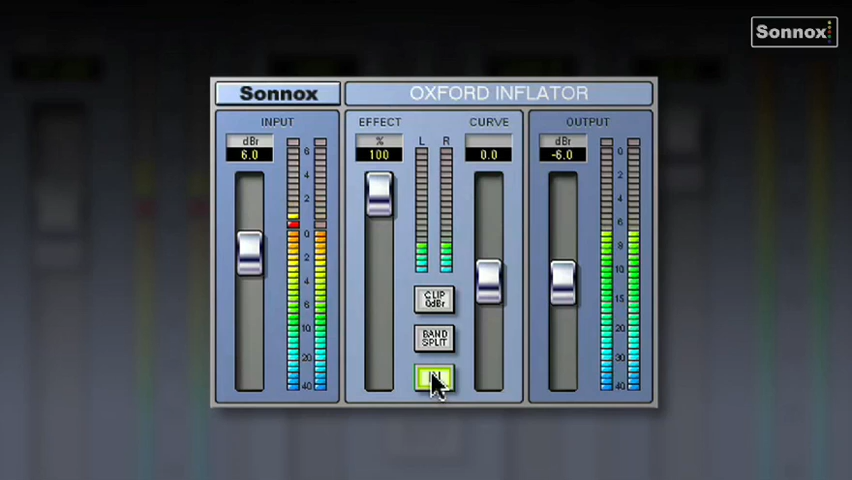 Sonnox
Sonnox
OXFORD INFLATOR
INPUT
EFFECT
CURVE
OUTPUT
dBr
%
L
R
dBr
6.0
100
0.0
-6.0
6
4
2
0
2
4
6
10
20
40
0
2
4
6
8
10
15
20
30
40
CLIP
0dBr
BAND
SPLIT